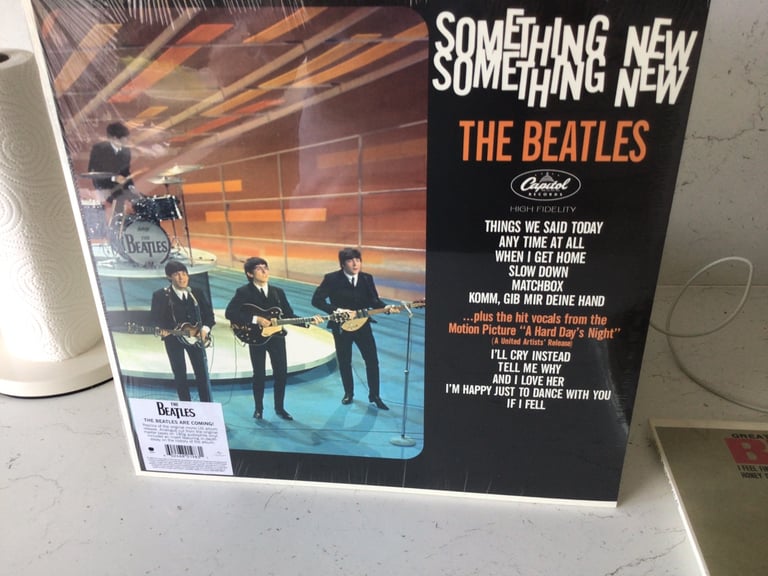 SOMETHING NEW
SOMETHING NEW
THE BEATLES
Capitol
RECORDS
HIGH FIDELITY
THINGS WE SAID TODAY
ANY TIME AT ALL
WHEN I GET HOME
SLOW DOWN
MATCHBOX
KOMM, GIB MIR DEINE HAND
...plus the hit vocals from the
Motion Picture "A Hard Day's Night"
(A United Artists' Release)
I'LL CRY INSTEAD
TELL ME WHY
AND I LOVE HER
I'M HAPPY JUST TO DANCE WITH YOU
IF I FELL
THE
BEATLES
THE
BEATLES
THE BEATLES ARE COMING!
GREAT
B
I FEEL
HONEY